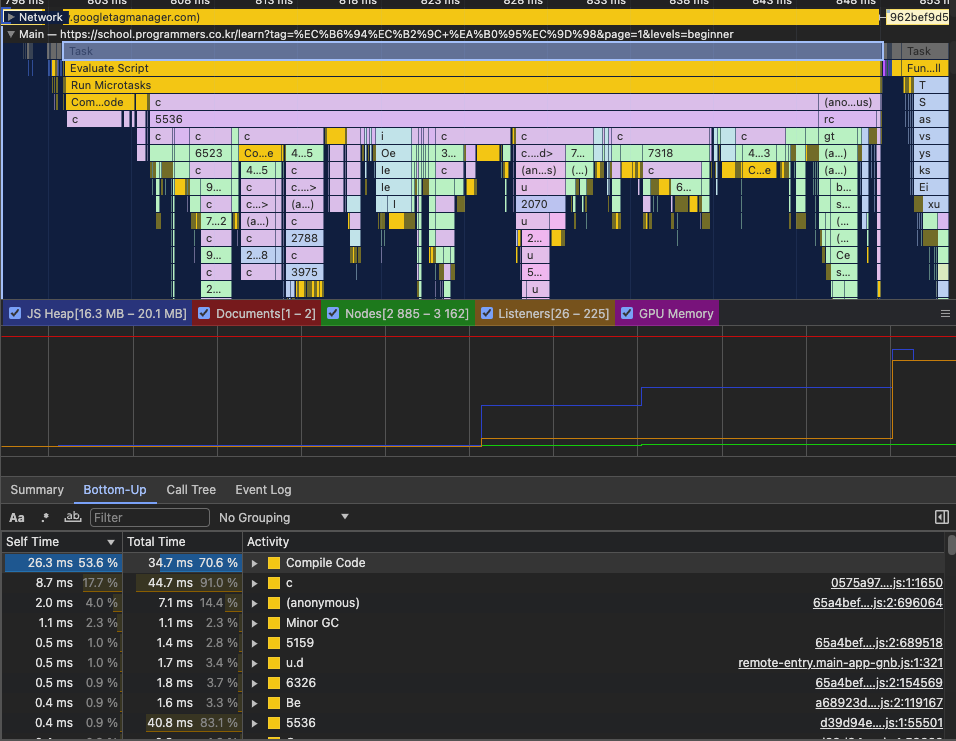 798 ms 803 ms 808 ms 813 ms 818 ms 823 ms 828 ms 833 ms 838 ms 843 ms 848 ms 853 m
Network .googletagmanager.com) 962bef9d5
Main — https://school.programmers.co.kr/learn?tag=%EC%B6%94%EC%B2%9C+%EA%B0%95%EC%9D%98&page=1&levels=beginner
Task Task
Evaluate Script Fun...ll
Run Microtasks T
Com...ode c (ano...us) S
c 5536 rc as
c c c i c c c c gt vs
6523 Co...e 4...5 Oe 3... c....d> 7... 7318 4...3 (a...) ys
c 4...5 c Ie c (an...s) (...) c C...e (a...) ks
9... c c....> Ie u 6... b... Ei
c c...> (a...) I 2070 s... xu
7...2 (a...) c u (...
c c 2788 2... (...
9... 2...8 c u Ce
c c 3975 5... s...
2... u
JS Heap[16.3 MB – 20.1 MB] Documents[1 – 2] Nodes[2 885 – 3 162] Listeners[26 – 225] GPU Memory
Summary Bottom-Up Call Tree Event Log
Aa .* ab Filter No Grouping
Self Time Total Time Activity
26.3 ms 53.6 % 34.7 ms 70.6 % Compile Code
8.7 ms 17.7 % 44.7 ms 91.0 % c 0575a97....js:1:1650
2.0 ms 4.0 % 7.1 ms 14.4 % (anonymous) 65a4bef....js:2:696064
1.1 ms 2.3 % 1.1 ms 2.3 % Minor GC
0.5 ms 1.0 % 1.4 ms 2.8 % 5159 65a4bef....js:2:689518
0.5 ms 1.0 % 1.7 ms 3.4 % u.d remote-entry.main-app-gnb.js:1:321
0.5 ms 0.9 % 1.8 ms 3.7 % 6326 65a4bef....js:2:154569
0.4 ms 0.9 % 1.6 ms 3.3 % Be a68923d....js:2:119167
0.4 ms 0.9 % 40.8 ms 83.1 % 5536 d39d94e....js:1:55501